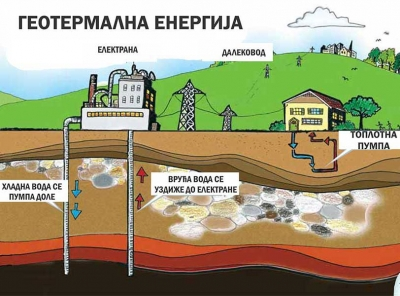 ГЕОТЕРМАЛНА ЕНЕРГИЈА
ЕЛЕКТРАНА
ДАЛЕКОВОД
ТОПЛОТНА
ПУМПА
ХЛАДНА ВОДА СЕ
ПУМПА ДОЛЕ
ВРУЋА ВОДА СЕ
УЗДИЖЕ ДО ЕЛЕКТРАНЕ